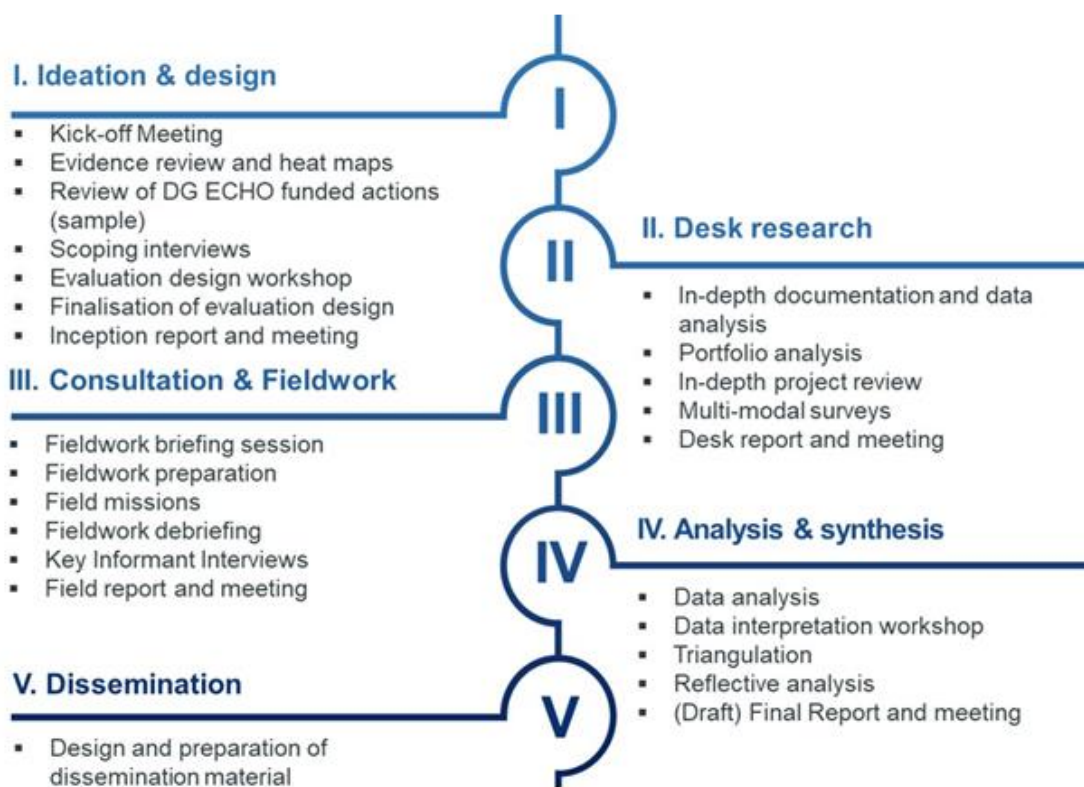 I. Ideation & design
I
▪ Kick-off Meeting
▪ Evidence review and heat maps
▪ Review of DG ECHO funded actions
(sample)
▪ Scoping interviews
▪ Evaluation design workshop
▪ Finalisation of evaluation design
▪ Inception report and meeting
II
II. Desk research
▪ In-depth documentation and data
analysis
▪ Portfolio analysis
▪ In-depth project review
▪ Multi-modal surveys
▪ Desk report and meeting
III. Consultation & Fieldwork
III
▪ Fieldwork briefing session
▪ Fieldwork preparation
▪ Field missions
▪ Fieldwork debriefing
▪ Key Informant Interviews
▪ Field report and meeting
IV
IV. Analysis & synthesis
▪ Data analysis
▪ Data interpretation workshop
▪ Triangulation
▪ Reflective analysis
▪ (Draft) Final Report and meeting
V. Dissemination
V
▪ Design and preparation of
dissemination material